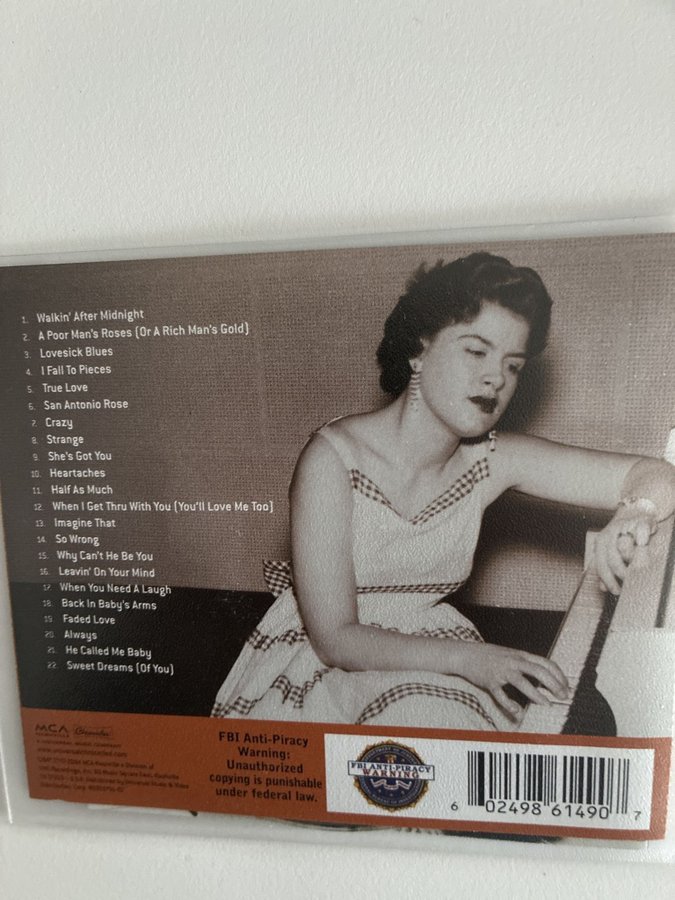 1. Walkin' After Midnight
2. A Poor Man's Roses (Or A Rich Man's Gold)
3. Lovesick Blues
4. I Fall To Pieces
5. True Love
6. San Antonio Rose
7. Crazy
8. Strange
9. She's Got You
10. Heartaches
11. Half As Much
12. When I Get Thru With You (You'll Love Me Too)
13. Imagine That
14. So Wrong
15. Why Can't He Be You
16. Leavin' On Your Mind
17. When You Need A Laugh
18. Back In Baby's Arms
19. Faded Love
20. Always
21. He Called Me Baby
22. Sweet Dreams (Of You)
MCA
FBI Anti-Piracy
Warning:
Unauthorized
copying is punishable
under federal law.
FBI ANTI-PIRACY
WARNING
6 02498 61490 7